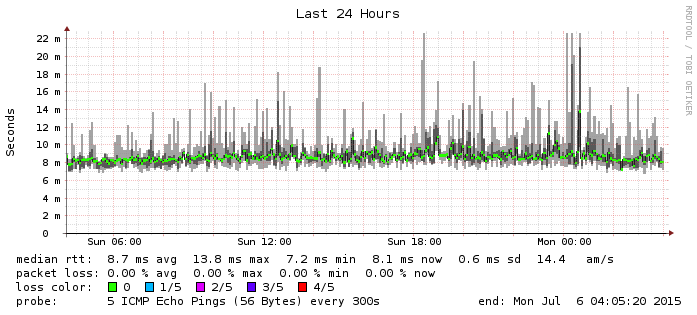 Last 24 Hours
RRDTOOL / TOBI OETIKER
Seconds
22 m
20 m
18 m
16 m
14 m
12 m
10 m
8 m
6 m
4 m
2 m
0
Sun 06:00 Sun 12:00 Sun 18:00 Mon 00:00
median rtt: 8.7 ms avg 13.8 ms max 7.2 ms min 8.1 ms now 0.6 ms sd 14.4 am/s
packet loss: 0.00 % avg 0.00 % max 0.00 % min 0.00 % now
loss color: 0 1/5 2/5 3/5 4/5
probe: 5 ICMP Echo Pings (56 Bytes) every 300s end: Mon Jul 6 04:05:20 2015